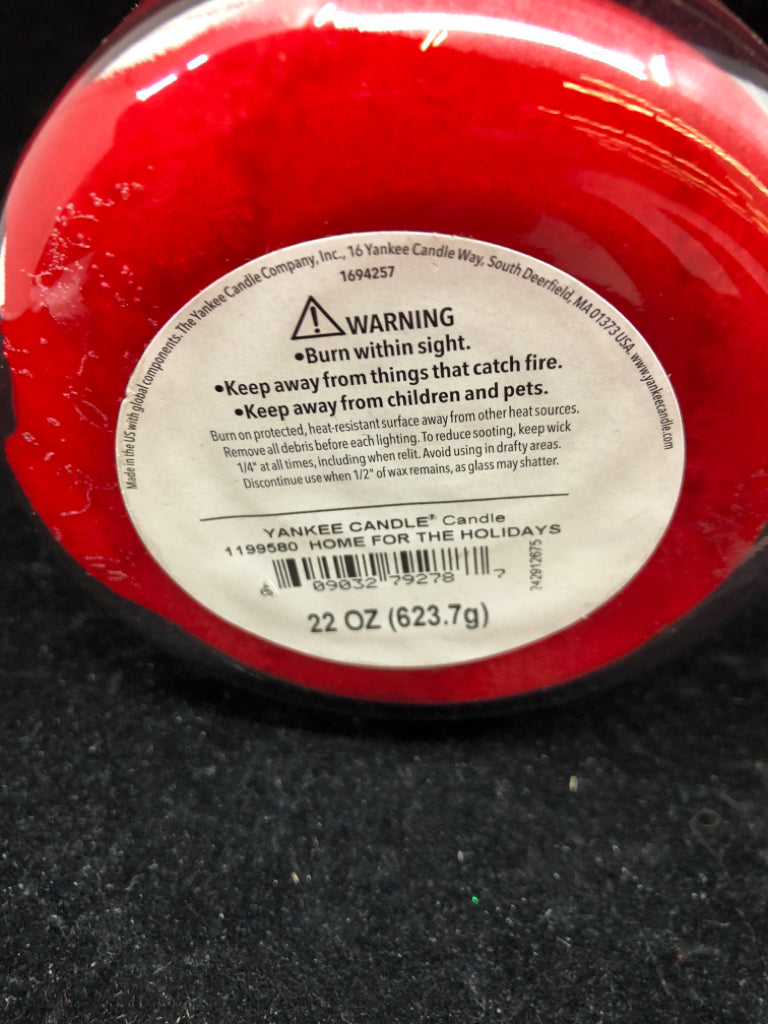 Made in the US with global components. The Yankee Candle Company, Inc., 16 Yankee Candle Way, South Deerfield, MA 01373 USA. www.yankeecandle.com
1694257
WARNING
•Burn within sight.
•Keep away from things that catch fire.
•Keep away from children and pets.
Burn on protected, heat-resistant surface away from other heat sources.
Remove all debris before each lighting. To reduce sooting, keep wick
1/4" at all times, including when relit. Avoid using in drafty areas.
Discontinue use when 1/2" of wax remains, as glass may shatter.
YANKEE CANDLE® Candle
1199580 HOME FOR THE HOLIDAYS
09032 79278 7
?42912675
22 OZ (623.7g)